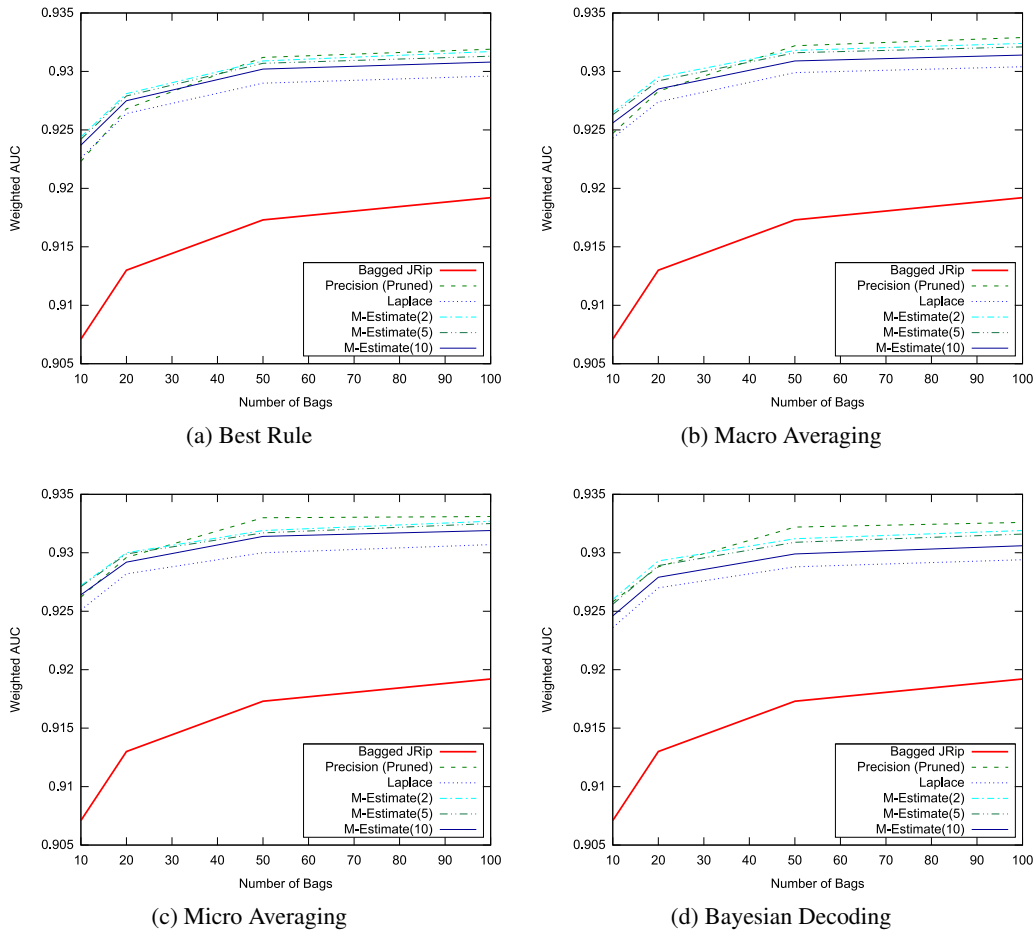 0.935
0.93
0.925
0.92
0.915
0.91
0.905
Weighted AUC
Bagged JRip
Precision (Pruned)
Laplace
M-Estimate(2)
M-Estimate(5)
M-Estimate(10)
10 20 30 40 50 60 70 80 90 100
Number of Bags
(a) Best Rule
0.935
0.93
0.925
0.92
0.915
0.91
0.905
Weighted AUC
Bagged JRip
Precision (Pruned)
Laplace
M-Estimate(2)
M-Estimate(5)
M-Estimate(10)
10 20 30 40 50 60 70 80 90 100
Number of Bags
(b) Macro Averaging
0.935
0.93
0.925
0.92
0.915
0.91
0.905
Weighted AUC
Bagged JRip
Precision (Pruned)
Laplace
M-Estimate(2)
M-Estimate(5)
M-Estimate(10)
10 20 30 40 50 60 70 80 90 100
Number of Bags
(c) Micro Averaging
0.935
0.93
0.925
0.92
0.915
0.91
0.905
Weighted AUC
Bagged JRip
Precision (Pruned)
Laplace
M-Estimate(2)
M-Estimate(5)
M-Estimate(10)
10 20 30 40 50 60 70 80 90 100
Number of Bags
(d) Bayesian Decoding